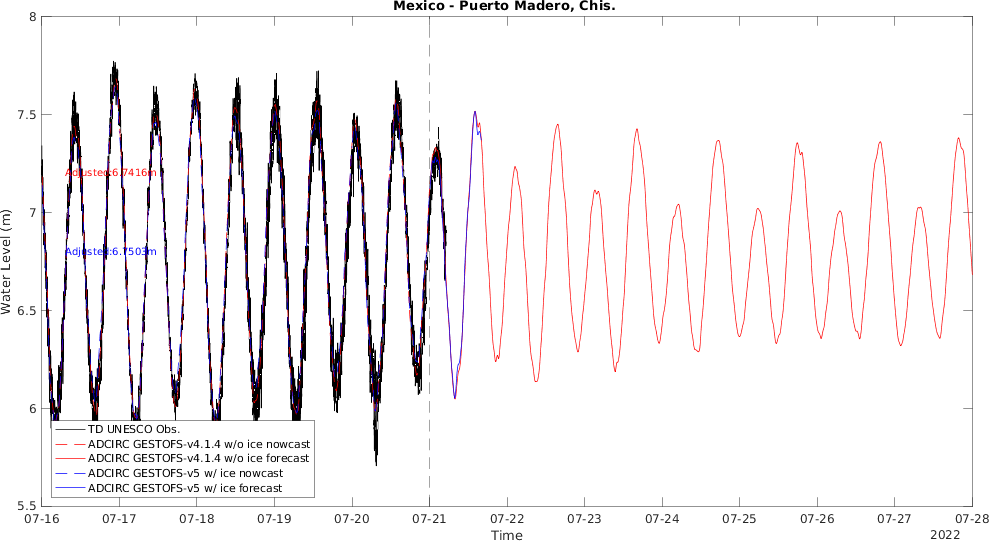 Mexico - Puerto Madero, Chis.
8
7.5
7
6.5
6
5.5
Water Level (m)
Adjusted:6.7416m
Adjusted:6.7503m
TD UNESCO Obs.
ADCIRC GESTOFS-v4.1.4 w/o ice nowcast
ADCIRC GESTOFS-v4.1.4 w/o ice forecast
ADCIRC GESTOFS-v5 w/ ice nowcast
ADCIRC GESTOFS-v5 w/ ice forecast
07-16 07-17 07-18 07-19 07-20 07-21 07-22 07-23 07-24 07-25 07-26 07-27 07-28
Time
2022